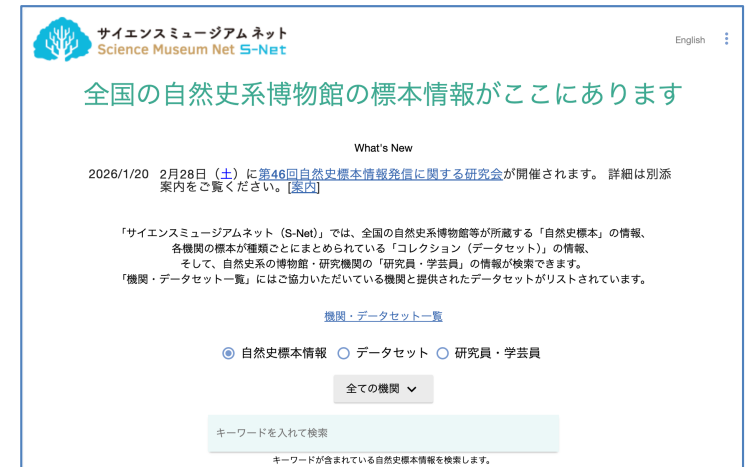 サイエンスミュージアムネット
Science Museum Net S-Net
English
全国の自然史系博物館の標本情報がここにあります
What's New
2026/1/20 2月28日（土）に第46回自然史標本情報発信に関する研究会が開催されます。 詳細は別添
案内をご覧ください。[案内]
「サイエンスミュージアムネット（S-Net）」では、全国の自然史系博物館等が所蔵する「自然史標本」の情報、
各機関の標本が種類ごとにまとめられている「コレクション（データセット）」の情報、
そして、自然史系の博物館・研究機関の「研究員・学芸員」の情報が検索できます。
「機関・データセット一覧」にはご協力いただいている機関と提供されたデータセットがリストされています。
機関・データセット一覧
自然史標本情報 データセット 研究員・学芸員
全ての機関
キーワードを入れて検索
キーワードが含まれている自然史標本情報を検索します。